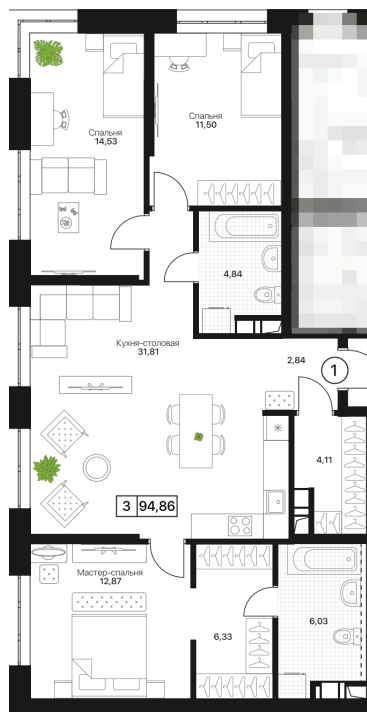 Спальня
14,53
Спальня
11,50
4,84
Кухня-столовая
31,81
2,84
1
4,11
3 94,86
Мастер-спальня
12,87
6,33
6,03